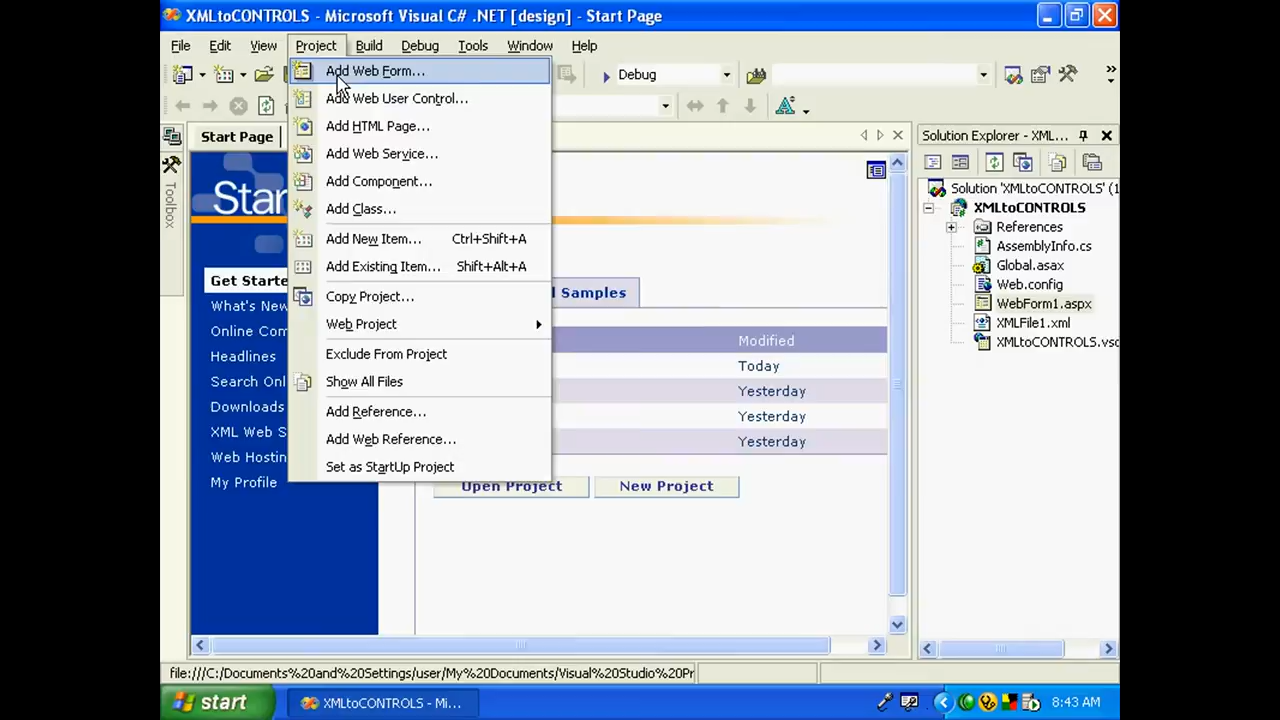 XMLtoCONTROLS - Microsoft Visual C# .NET [design] - Start Page
File Edit View Project Build Debug Tools Window Help
Debug
Start Page
Toolbox
Star
Get Starte
What's New
Online Com
Headlines
Search Onl
Downloads
XML Web S
Web Hostin
My Profile
Add Web Form...
Add Web User Control...
Add HTML Page...
Add Web Service...
Add Component...
Add Class...
Add New Item... Ctrl+Shift+A
Add Existing Item... Shift+Alt+A
Copy Project...
Web Project
Exclude From Project
Show All Files
Add Reference...
Add Web Reference...
Set as StartUp Project
d Samples
Modified
Today
Yesterday
Yesterday
Yesterday
Open Project New Project
Solution Explorer - XML...
Solution 'XMLtoCONTROLS' (1
XMLtoCONTROLS
References
AssemblyInfo.cs
Global.asax
Web.config
WebForm1.aspx
XMLFile1.xml
XMLtoCONTROLS.vsc
file:///C:/Documents%20and%20Settings/user/My%20Documents/Visual%20Studio%20Pr
start XMLtoCONTROLS - Mi... 8:43 AM